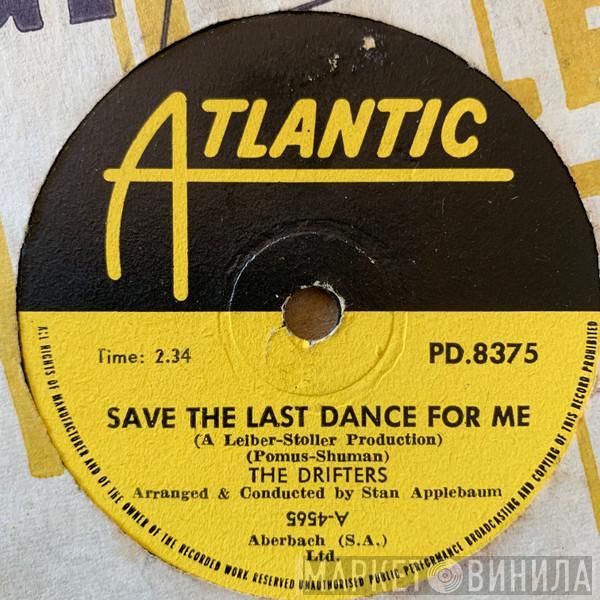 ATLANTIC
Time: 2.34
PD.8375
SAVE THE LAST DANCE FOR ME
(A Leiber-Stoller Production)
(Pomus-Shuman)
THE DRIFTERS
Arranged & Conducted by Stan Applebaum
A-4565
Aberbach (S.A.)
Ltd.
ALL RIGHTS OF MANUFACTURER AND OF THE OWNER OF THE RECORDED WORK RESERVED UNAUTHORISED PUBLIC PERFORMANCE BROADCASTING AND COPYING OF THIS RECORD PROHIBITED
МАРКЕТ ВИНИЛА